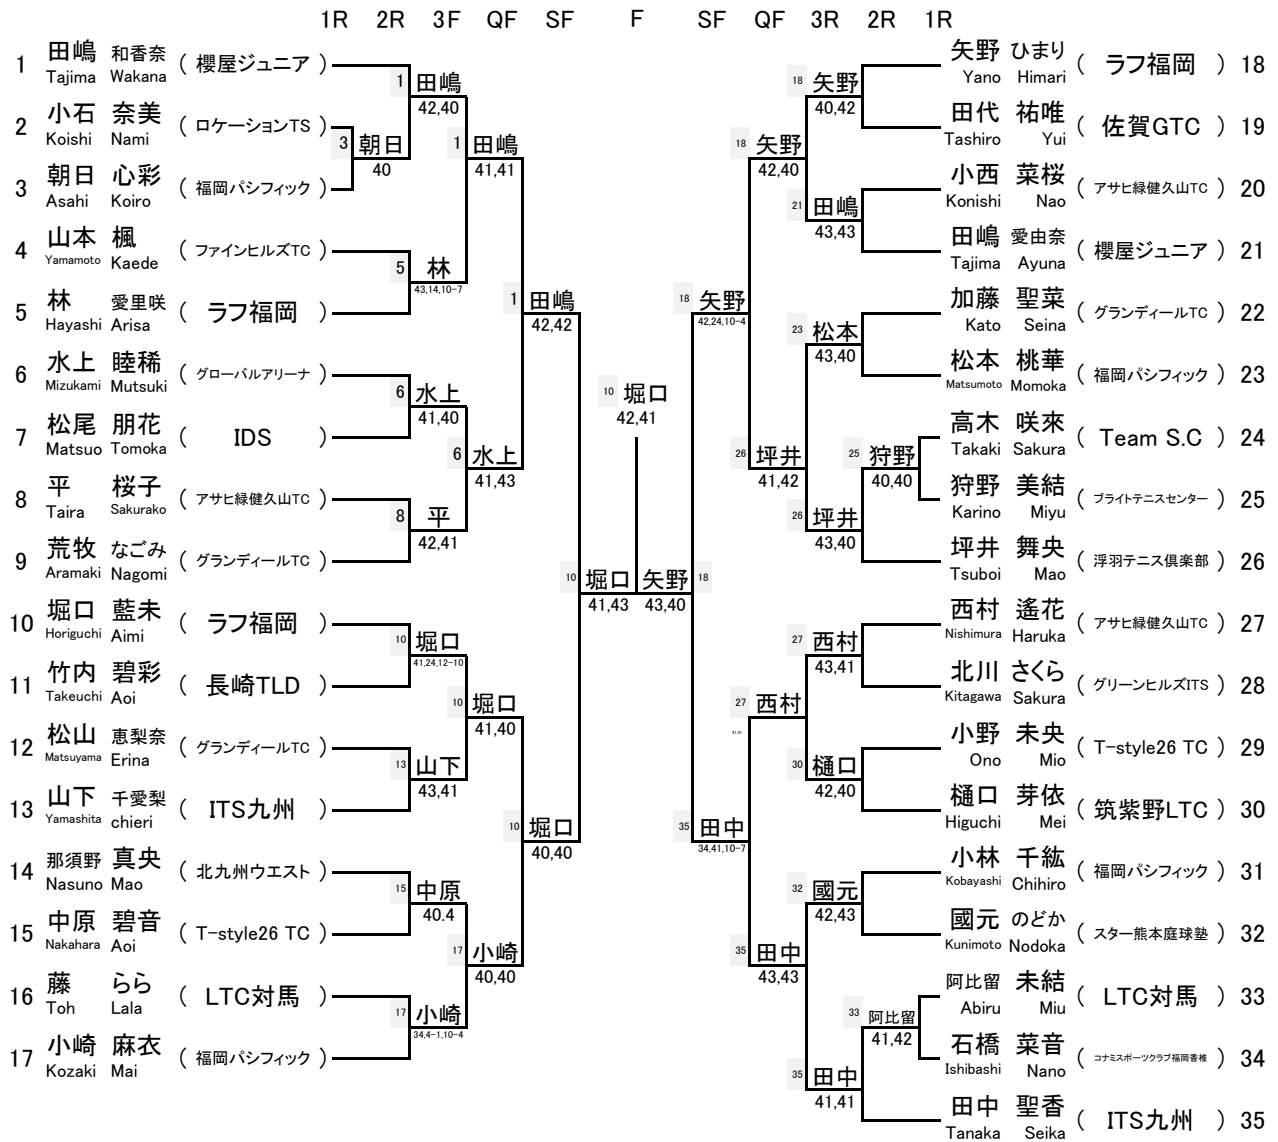 1R 2R 3F QF SF F SF QF 3R 2R 1R
1 田嶋 和香奈 ( 櫻屋ジュニア )
Tajima Wakana
2 小石 奈美 ( ロケーションTS )
Koishi Nami
3 朝日 心彩 ( 福岡パシフィック )
Asahi Koiro
4 山本 楓 ( ファインヒルズTC )
Yamamoto Kaede
5 林 愛里咲 ( ラフ福岡 )
Hayashi Arisa
6 水上 睦稀 ( グローバルアリーナ )
Mizukami Mutsuki
7 松尾 朋花 ( IDS )
Matsuo Tomoka
8 平 桜子 ( アサヒ緑健久山TC )
Taira Sakurako
9 荒牧 なごみ ( グランディールTC )
Aramaki Nagomi
10 堀口 藍未 ( ラフ福岡 )
Horiguchi Aimi
11 竹内 碧彩 ( 長崎TLD )
Takeuchi Aoi
12 松山 恵梨奈 ( グランディールTC )
Matsuyama Erina
13 山下 千愛梨 ( ITS九州 )
Yamashita chieri
14 那須野 真央 ( 北九州ウエスト )
Nasuno Mao
15 中原 碧音 ( T-style26 TC )
Nakahara Aoi
16 藤 らら ( LTC対馬 )
Toh Lala
17 小崎 麻衣 ( 福岡パシフィック )
Kozaki Mai
3 朝日
40
1 田嶋
42,40
5 林
43,14,10-7
6 水上
41,40
8 平
42,41
10 堀口
41,24,12-10
13 山下
43,41
15 中原
40.4
17 小崎
34,4-1,10-4
1 田嶋
41,41
6 水上
41,43
10 堀口
41,40
17 小崎
40,40
1 田嶋
42,42
10 堀口
40,40
10 堀口
41,43
10 堀口
42,41
矢野 18
43,40
18 矢野
42,24,10-4
35 田中
34,41,10-7
18 矢野
42,40
26 坪井
41,42
27 西村
35 田中
43,43
18 矢野
40,42
21 田嶋
43,43
23 松本
43,40
26 坪井
43,40
27 西村
43,41
30 樋口
42,40
32 國元
42,43
35 田中
41,41
25 狩野
40,40
33 阿比留
41,42
矢野 ひまり ( ラフ福岡 ) 18
Yano Himari
田代 祐唯 ( 佐賀GTC ) 19
Tashiro Yui
小西 菜桜 ( アサヒ緑健久山TC ) 20
Konishi Nao
田嶋 愛由奈 ( 櫻屋ジュニア ) 21
Tajima Ayuna
加藤 聖菜 ( グランディールTC ) 22
Kato Seina
松本 桃華 ( 福岡パシフィック ) 23
Matsumoto Momoka
高木 咲來 ( Team S.C ) 24
Takaki Sakura
狩野 美結 ( ブライトテニスセンター ) 25
Karino Miyu
坪井 舞央 ( 浮羽テニス倶楽部 ) 26
Tsuboi Mao
西村 遙花 ( アサヒ緑健久山TC ) 27
Nishimura Haruka
北川 さくら ( グリーンヒルズITS ) 28
Kitagawa Sakura
小野 未央 ( T-style26 TC ) 29
Ono Mio
樋口 芽依 ( 筑紫野LTC ) 30
Higuchi Mei
小林 千紘 ( 福岡パシフィック ) 31
Kobayashi Chihiro
國元 のどか ( スター熊本庭球塾 ) 32
Kunimoto Nodoka
阿比留 未結 ( LTC対馬 ) 33
Abiru Miu
石橋 菜音 ( コナミスポーツクラブ福岡香椎 ) 34
Ishibashi Nano
田中 聖香 ( ITS九州 ) 35
Tanaka Seika